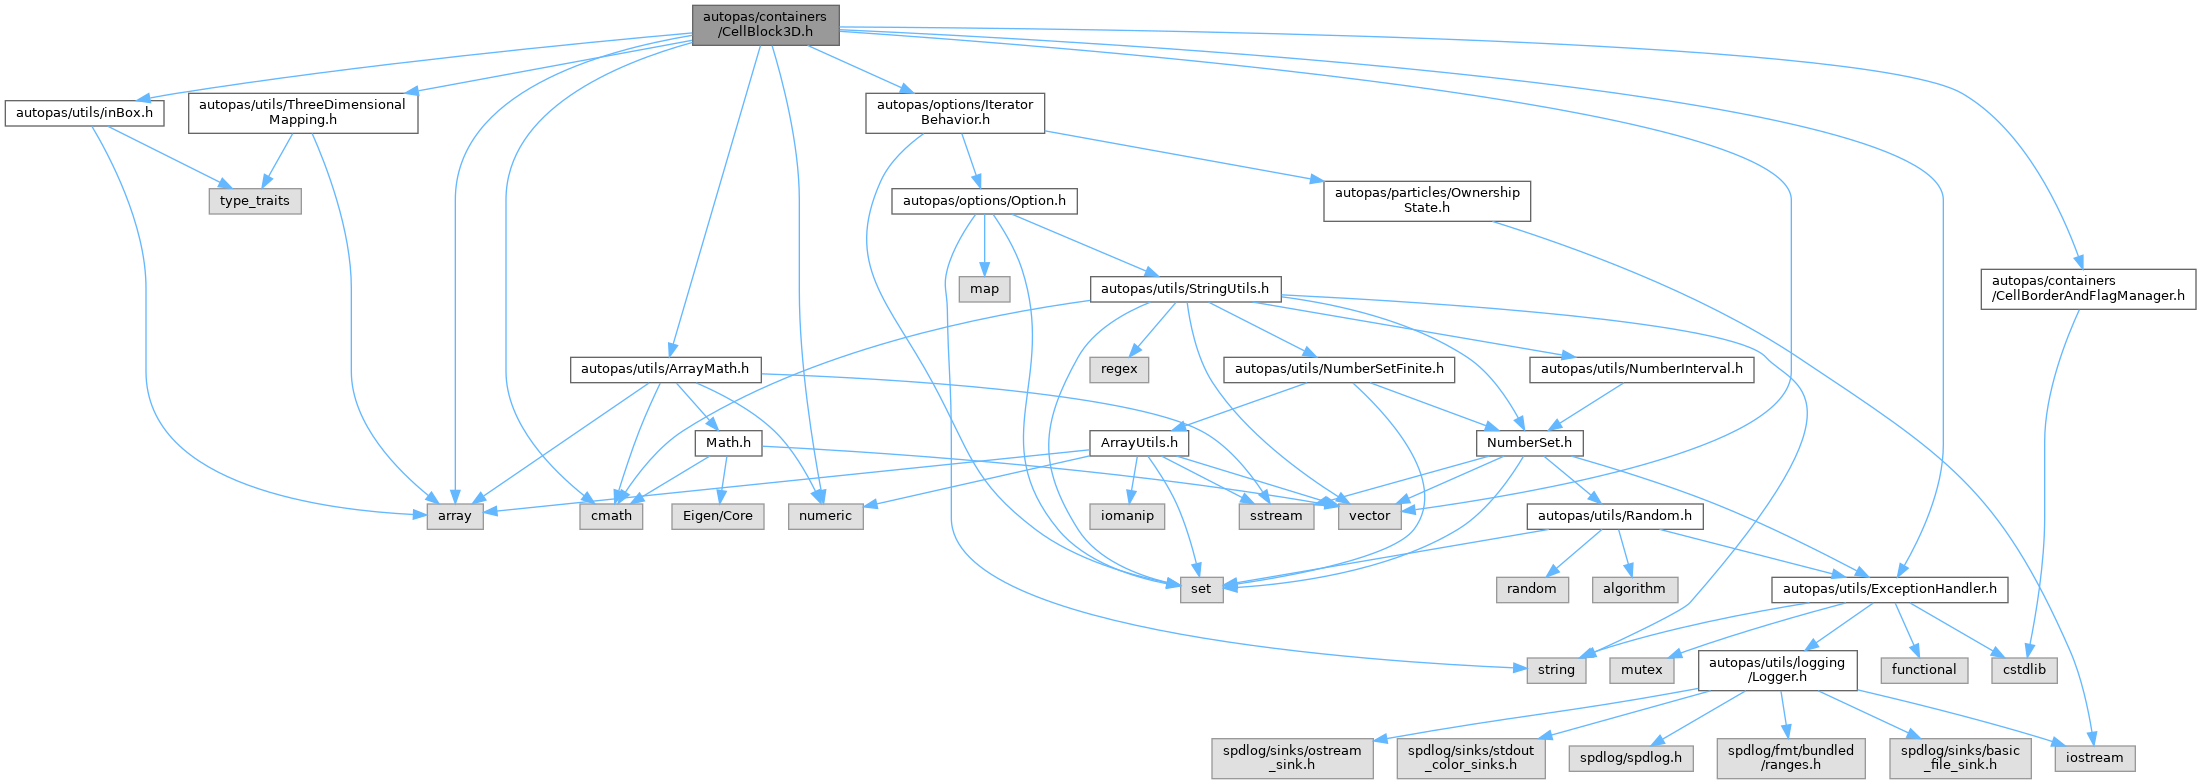 autopas/containers
/CellBlock3D.h
autopas/utils/inBox.h
autopas/utils/ThreeDimensional
Mapping.h
autopas/options/Iterator
Behavior.h
type_traits
autopas/options/Option.h
autopas/particles/Ownership
State.h
map
autopas/utils/StringUtils.h
autopas/containers
/CellBorderAndFlagManager.h
autopas/utils/ArrayMath.h
regex
autopas/utils/NumberSetFinite.h
autopas/utils/NumberInterval.h
Math.h
ArrayUtils.h
NumberSet.h
array
cmath
Eigen/Core
numeric
iomanip
sstream
vector
autopas/utils/Random.h
set
random
algorithm
autopas/utils/ExceptionHandler.h
string
mutex
autopas/utils/logging
/Logger.h
functional
cstdlib
spdlog/sinks/ostream
_sink.h
spdlog/sinks/stdout
_color_sinks.h
spdlog/spdlog.h
spdlog/fmt/bundled
/ranges.h
spdlog/sinks/basic
_file_sink.h
iostream